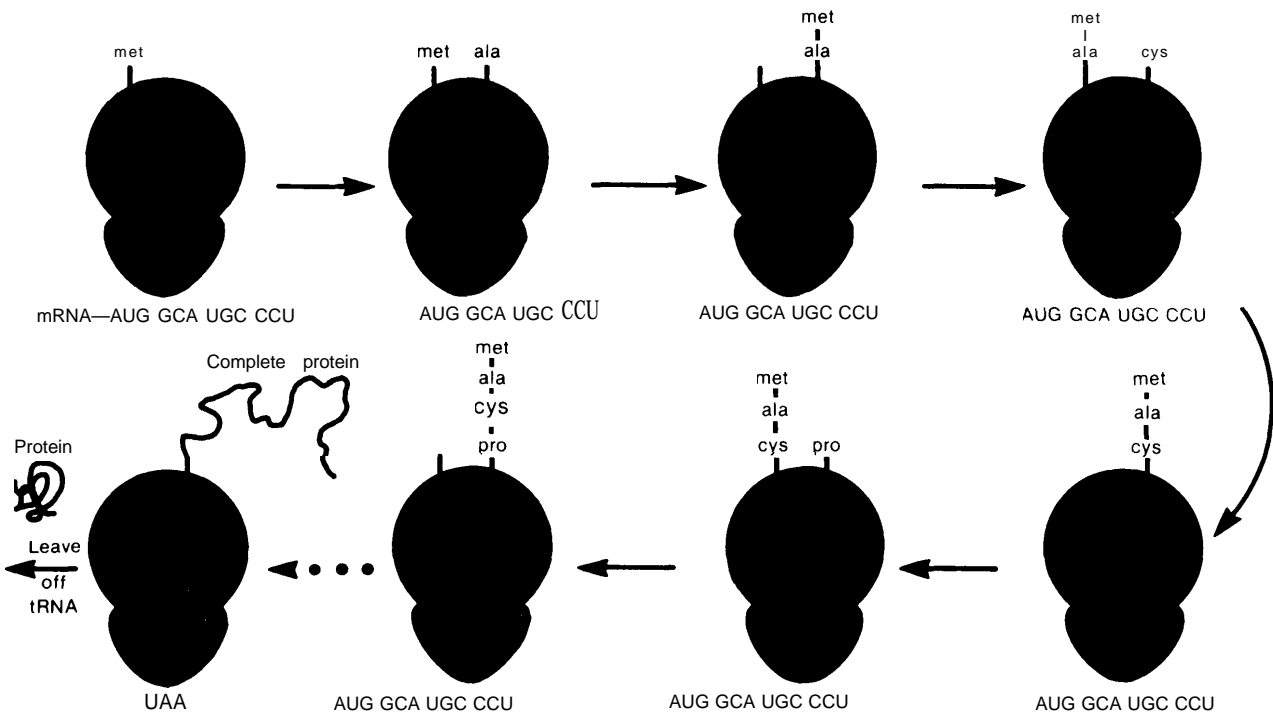 met
met ala
met
ala
met
ala cys
mRNA—AUG GCA UGC CCU
AUG GCA UGC CCU
AUG GCA UGC CCU
AUG GCA UGC CCU
met
ala
cys
met
ala
cys pro
met
ala
cys
pro
Complete protein
Protein
Leave
off
tRNA
AUG GCA UGC CCU
AUG GCA UGC CCU
AUG GCA UGC CCU
UAA